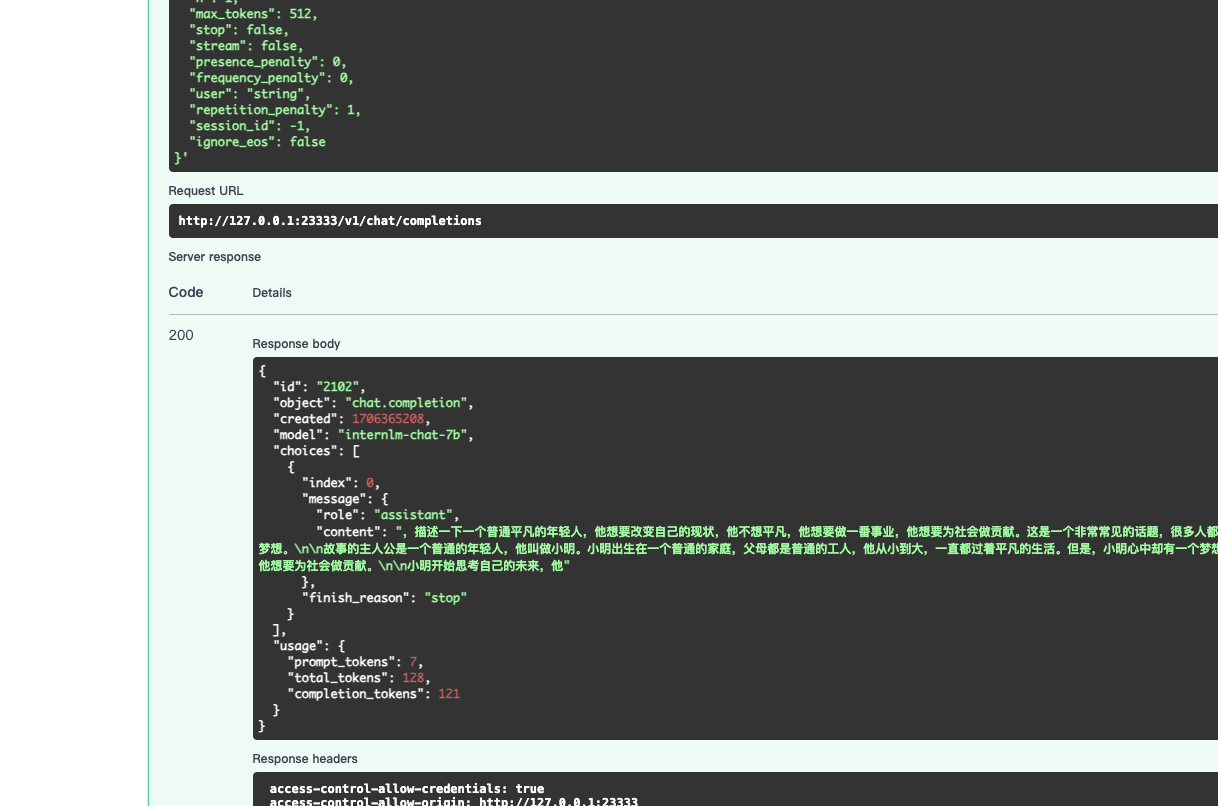 "max_tokens": 512,
"stop": false,
"stream": false,
"presence_penalty": 0,
"frequency_penalty": 0,
"user": "string",
"repetition_penalty": 1,
"session_id": -1,
"ignore_eos": false
}'
Request URL
http://127.0.0.1:23333/v1/chat/completions
Server response
Code Details
200
Response body
{
"id": "2102",
"object": "chat.completion",
"created": 1706365208,
"model": "internlm-chat-7b",
"choices": [
{
"index": 0,
"message": {
"role": "assistant",
"content": ", 描述一下一个普通平凡的年轻人，他想要改变自己的现状，他不想平凡，他想要做一番事业，他想要为社会做贡献。这是一个非常常见的话题，很多人都
梦想。\n\n故事的主人公是一个普通的年轻人，他叫做小明。小明出生在一个普通的家庭，父母都是普通的工人，他从小到大，一直都过着平凡的生活。但是，小明心中却有一个梦想
他想要为社会做贡献。\n\n小明开始思考自己的未来，他"
},
"finish_reason": "stop"
}
],
"usage": {
"prompt_tokens": 7,
"total_tokens": 128,
"completion_tokens": 121
}
}
Response headers
access-control-allow-credentials: true
access-control-allow-origin: http://127.0.0.1:23333